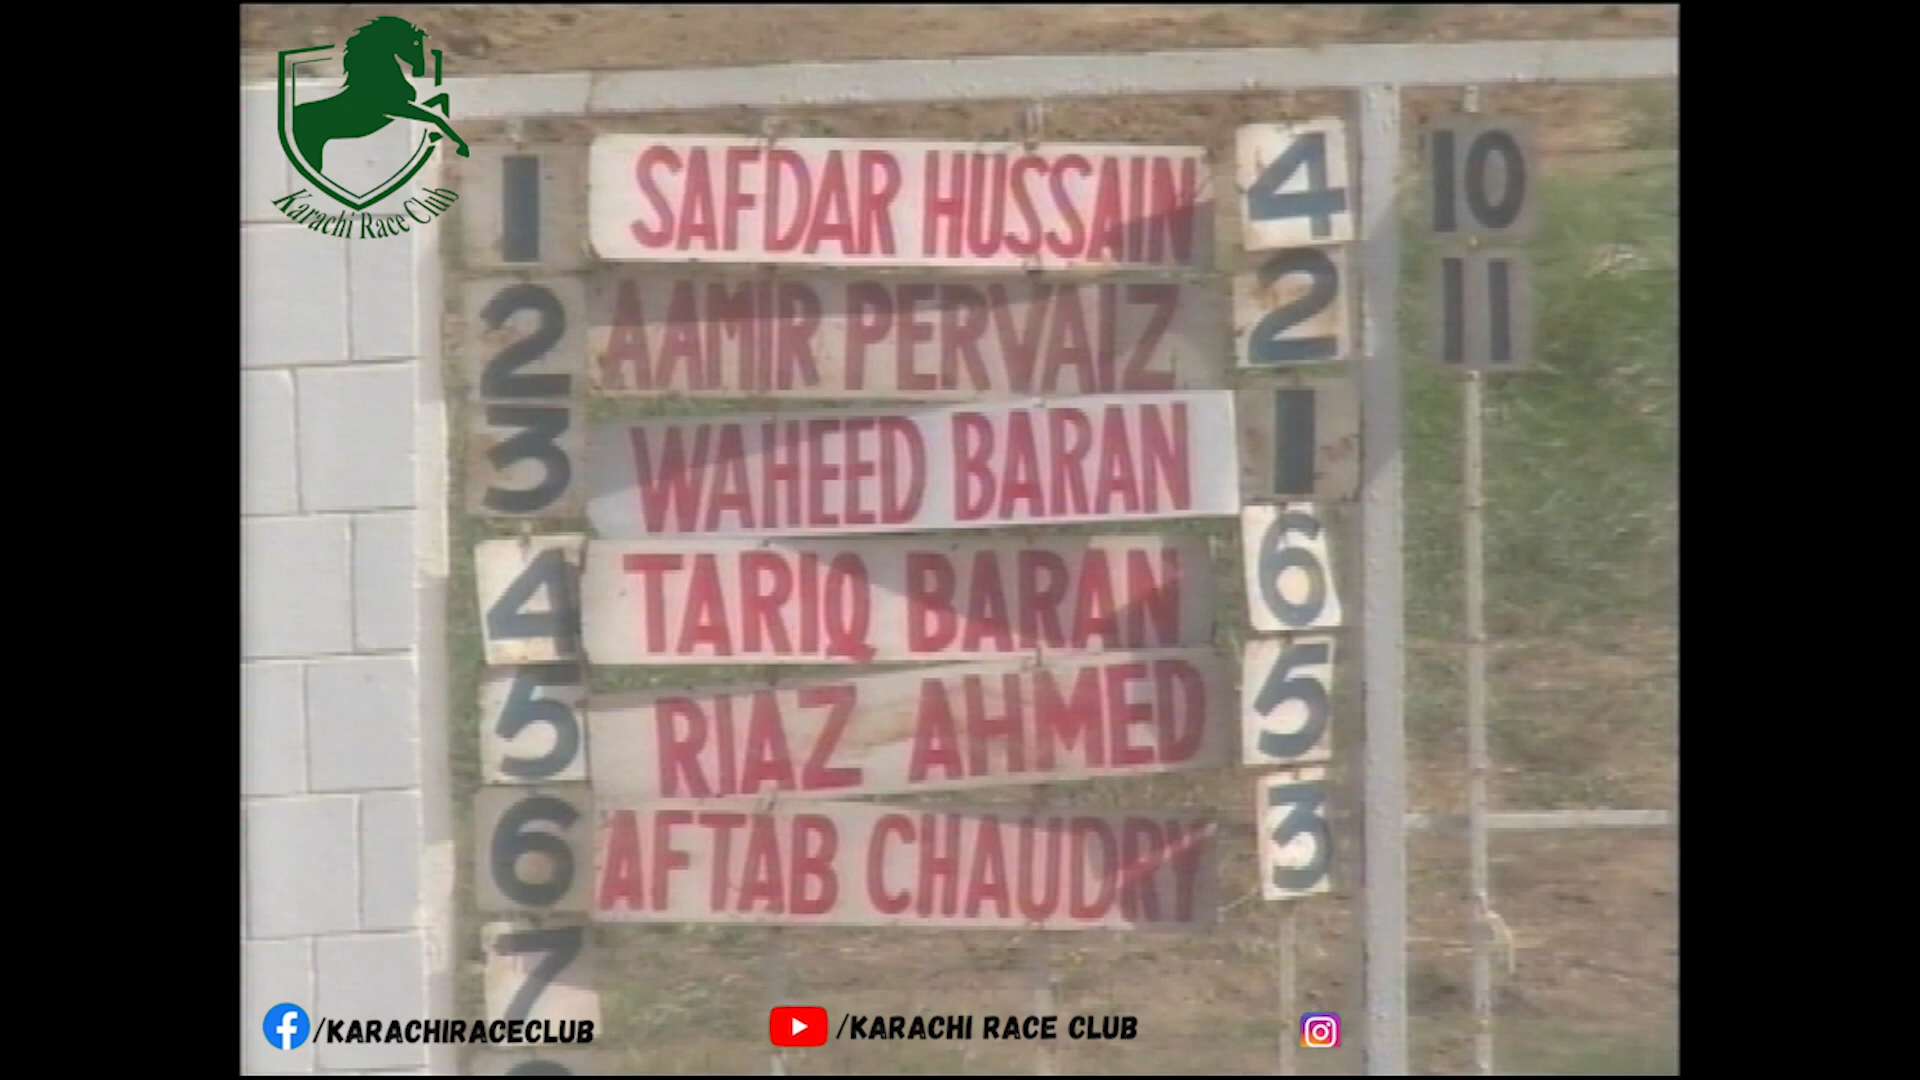 Karachi Race Club
1 SAFDAR HUSSAIN 4 10
2 AAMIR PERVAIZ 2 11
3 WAHEED BARAN 1
4 TARIQ BARAN 6
5 RIAZ AHMED 5
6 AFTAB CHAUDRY 3
7
/KARACHIRACECLUB /KARACHI RACE CLUB